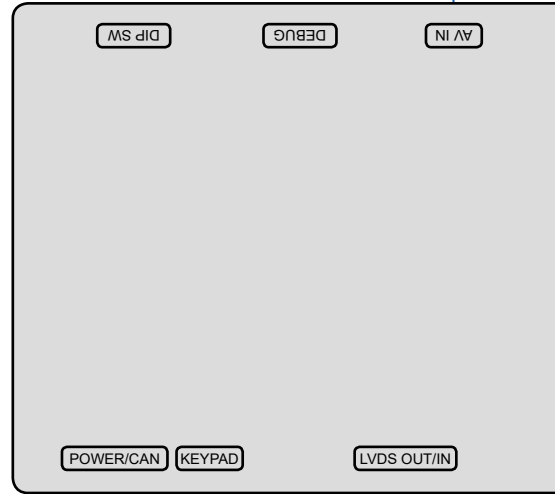 DIP SW
DEBUG
AV IN
POWER/CAN
KEYPAD
LVDS OUT/IN